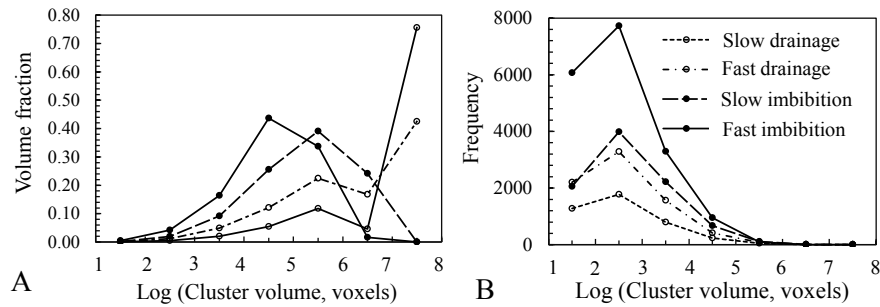 0.80
0.70
0.60
0.50
0.40
0.30
0.20
0.10
0.00
Volume fraction
1 2 3 4 5 6 7 8
Log (Cluster volume, voxels)
A
8000
6000
4000
2000
0
Frequency
Slow drainage
Fast drainage
Slow imbibition
Fast imbibition
1 2 3 4 5 6 7 8
Log (Cluster volume, voxels)
B